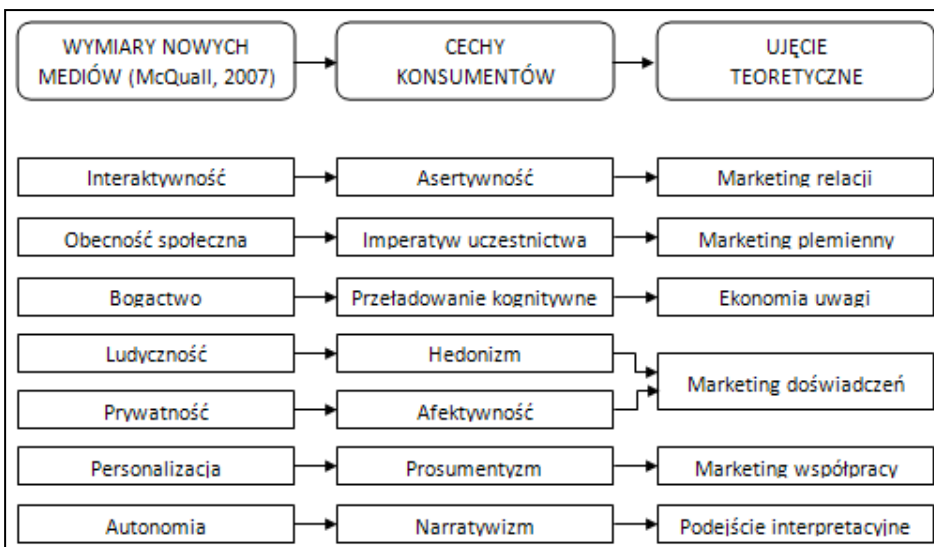 WYMIARY NOWYCH
MEDIÓW (McQuall, 2007)
CECHY
KONSUMENTÓW
UJĘCIE
TEORETYCZNE
Interaktywność
Asertywność
Marketing relacji
Obecność społeczna
Imperatyw uczestnictwa
Marketing plemienny
Bogactwo
Przeładowanie kognitywne
Ekonomia uwagi
Ludyczność
Hedonizm
Marketing doświadczeń
Prywatność
Afektywność
Personalizacja
Prosumentyzm
Marketing współpracy
Autonomia
Narratywizm
Podejście interpretacyjne